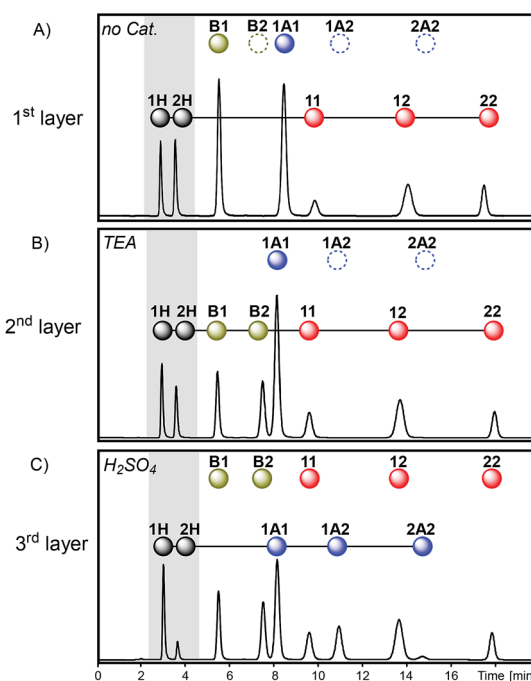 A)
no Cat.
B1 B2 1A1 1A2 2A2
1H 2H 11 12 22
1st layer
B)
TEA
1A1 1A2 2A2
1H 2H B1 B2 11 12 22
2nd layer
C)
H2SO4
B1 B2 11 12 22
1H 2H 1A1 1A2 2A2
3rd layer
0 2 4 6 8 10 12 14 16 Time [min